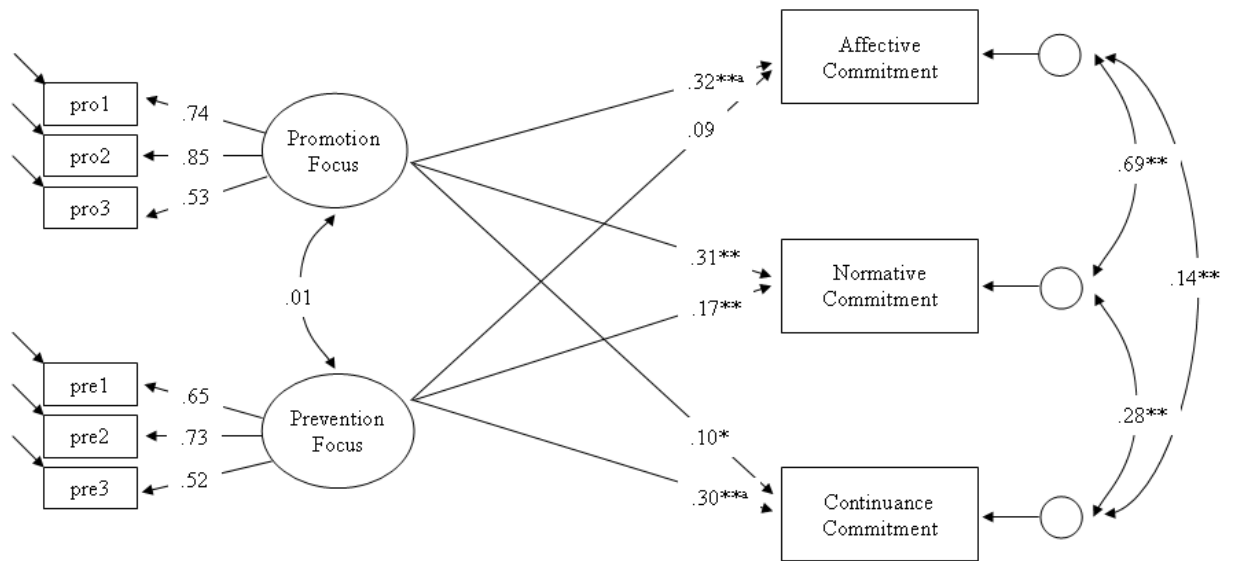 Affective
Commitment
pro1
.74
.32**a
Promotion
Focus
.09
pro2
.85
.69**
pro3
.53
.31**
Normative
Commitment
.14**
.01
.17**
pre1
.65
Prevention
Focus
.28**
pre2
.73
.10*
pre3
.52
.30**a
Continuance
Commitment